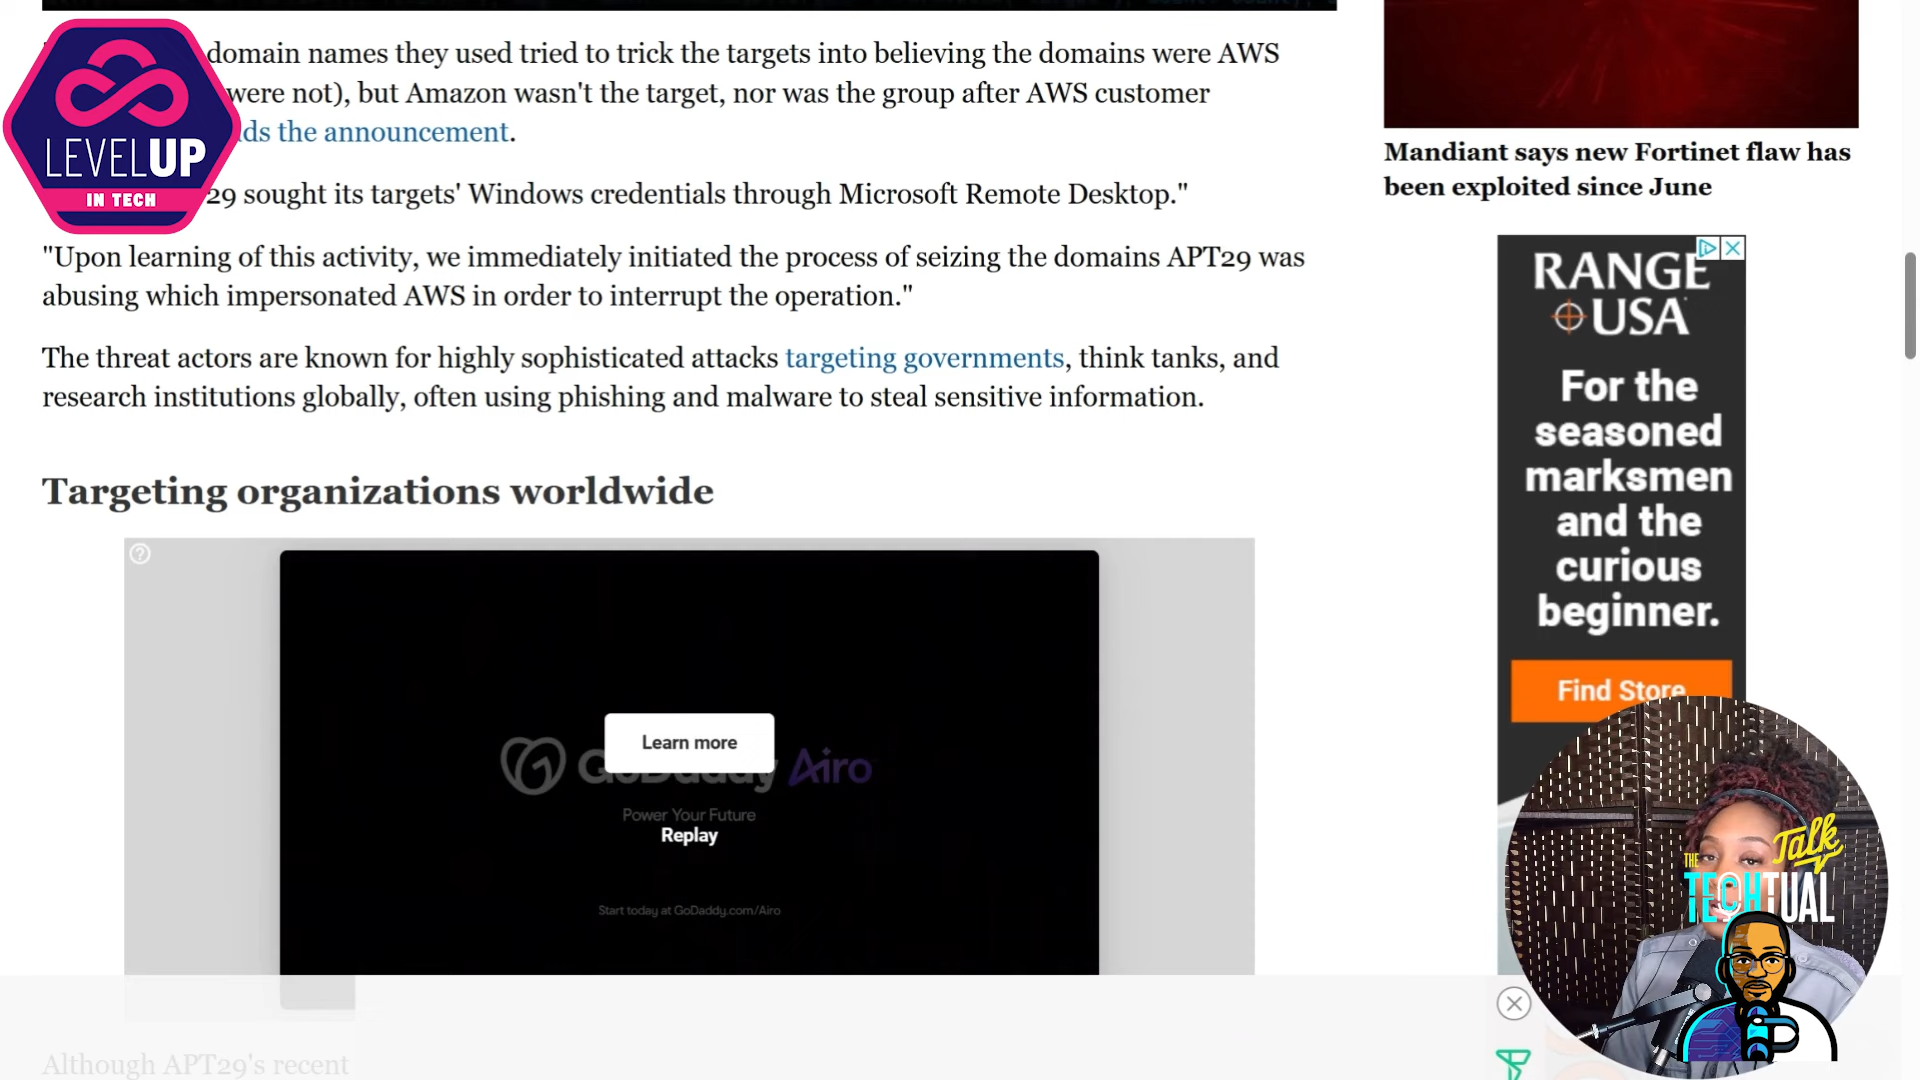 domain names they used tried to trick the targets into believing the domains were AWS
were not), but Amazon wasn't the target, nor was the group after AWS customer
ds the announcement.
29 sought its targets' Windows credentials through Microsoft Remote Desktop."
"Upon learning of this activity, we immediately initiated the process of seizing the domains APT29 was
abusing which impersonated AWS in order to interrupt the operation."
The threat actors are known for highly sophisticated attacks targeting governments, think tanks, and
research institutions globally, often using phishing and malware to steal sensitive information.
Targeting organizations worldwide
Learn more
GoDaddy Airo
Power Your Future
Replay
Start today at GoDaddy.com/Airo
Although APT29's recent
LEVELUP
IN TECH
Mandiant says new Fortinet flaw has
been exploited since June
RANGE
USA
For the
seasoned
marksmen
and the
curious
beginner.
Find Store
THE
Talk
TECHTUAL